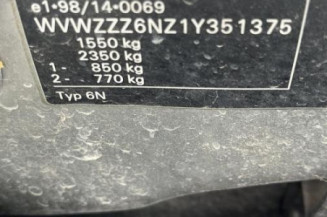 e1*98/14*0069
WVWZZZ6NZ1Y351375
1550 kg
2350 kg
1- 850 kg
2- 770 kg
Typ 6N